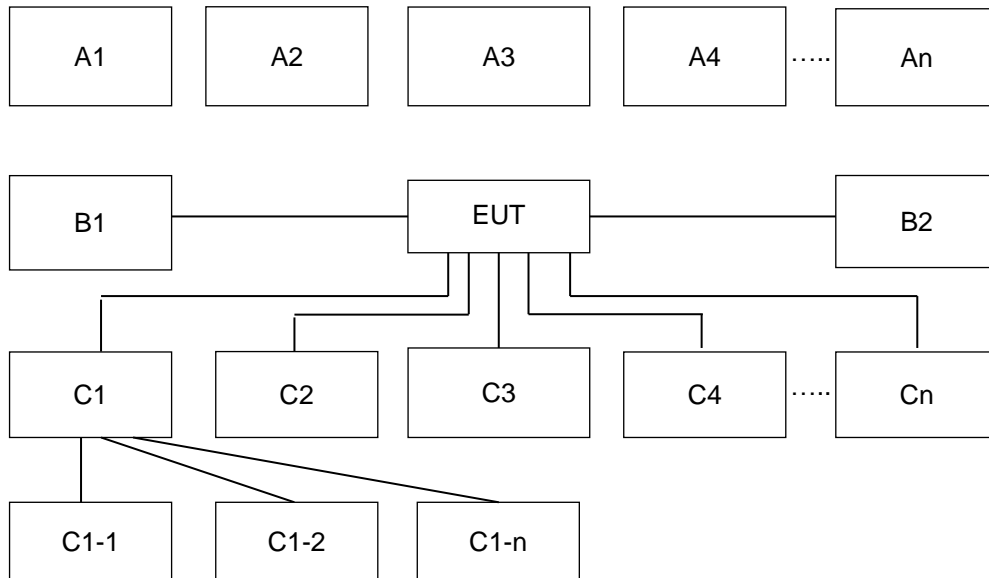 A1 A2 A3 A4 ….. An
B1 EUT B2
C1 C2 C3 C4 ….. Cn
C1-1 C1-2 C1-n